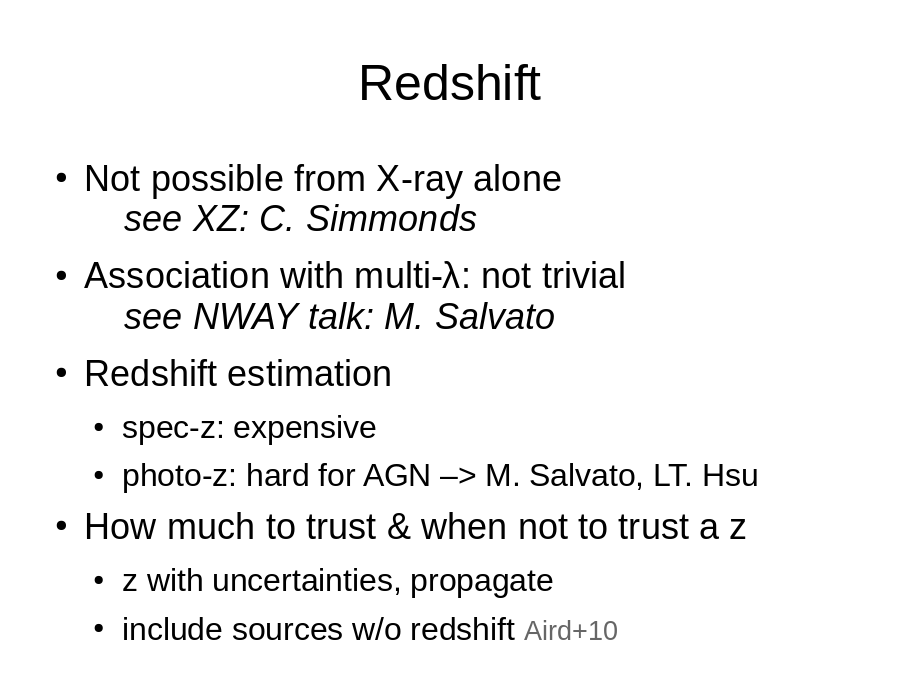 Redshift
• Not possible from X-ray alone
see XZ: C. Simmonds
• Association with multi-λ: not trivial
see NWAY talk: M. Salvato
• Redshift estimation
• spec-z: expensive
• photo-z: hard for AGN –> M. Salvato, LT. Hsu
• How much to trust & when not to trust a z
• z with uncertainties, propagate
• include sources w/o redshift Aird+10